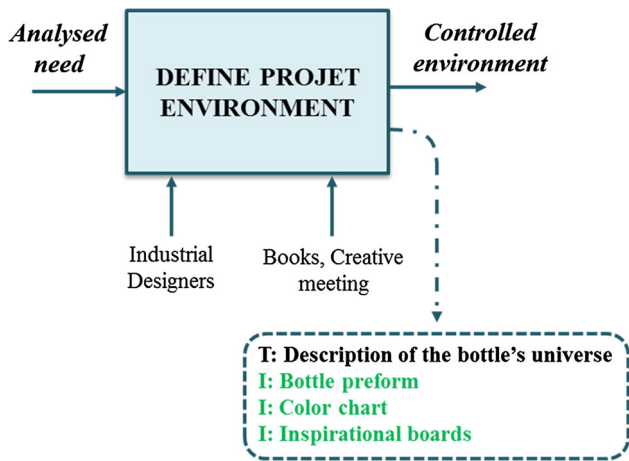 Analysed
need
DEFINE PROJET
ENVIRONMENT
Controlled
environment
Industrial
Designers
Books, Creative
meeting
T: Description of the bottle's universe
I: Bottle preform
I: Color chart
I: Inspirational boards